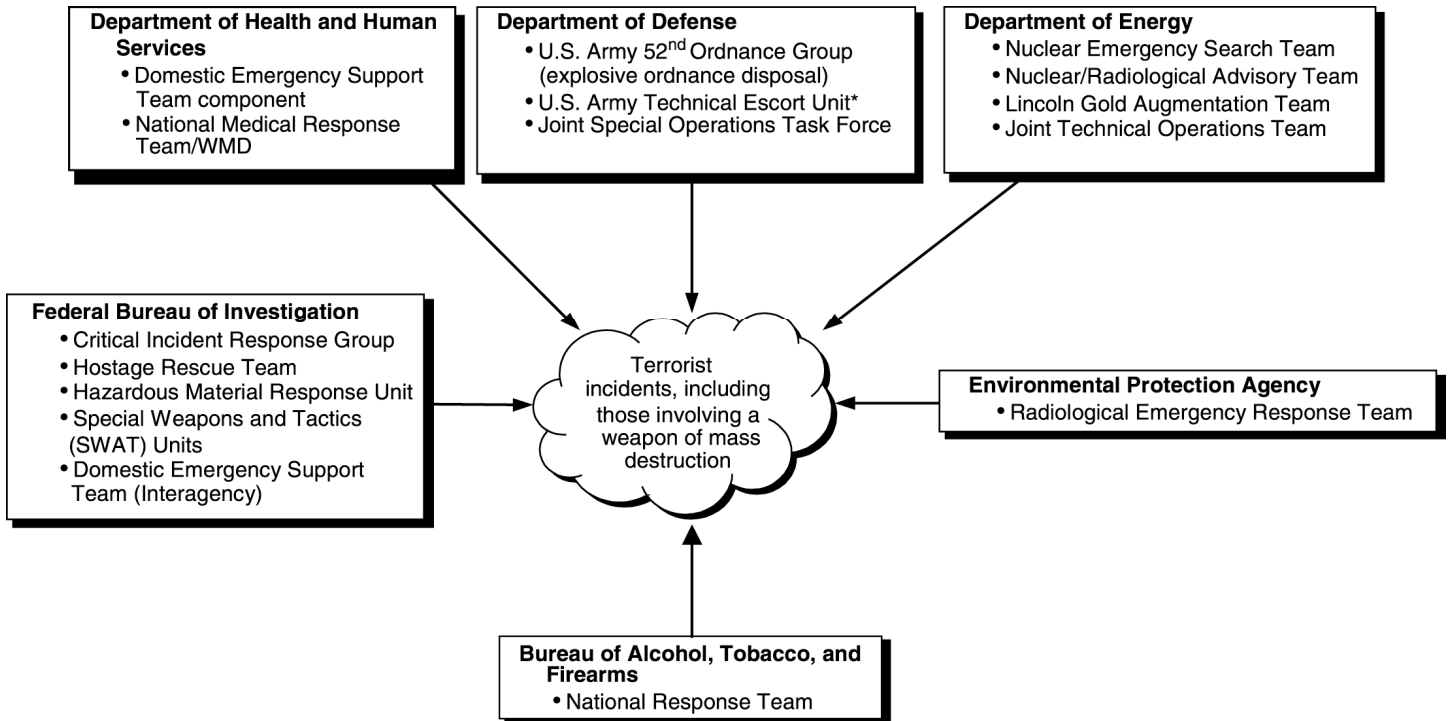 Department of Health and Human
Services
• Domestic Emergency Support
Team component
• National Medical Response
Team/WMD
Department of Defense
• U.S. Army 52nd Ordnance Group
(explosive ordnance disposal)
• U.S. Army Technical Escort Unit*
• Joint Special Operations Task Force
Department of Energy
• Nuclear Emergency Search Team
• Nuclear/Radiological Advisory Team
• Lincoln Gold Augmentation Team
• Joint Technical Operations Team
Federal Bureau of Investigation
• Critical Incident Response Group
• Hostage Rescue Team
• Hazardous Material Response Unit
• Special Weapons and Tactics
(SWAT) Units
• Domestic Emergency Support
Team (Interagency)
Terrorist
incidents, including
those involving a
weapon of mass
destruction
Environmental Protection Agency
• Radiological Emergency Response Team
Bureau of Alcohol, Tobacco, and
Firearms
• National Response Team